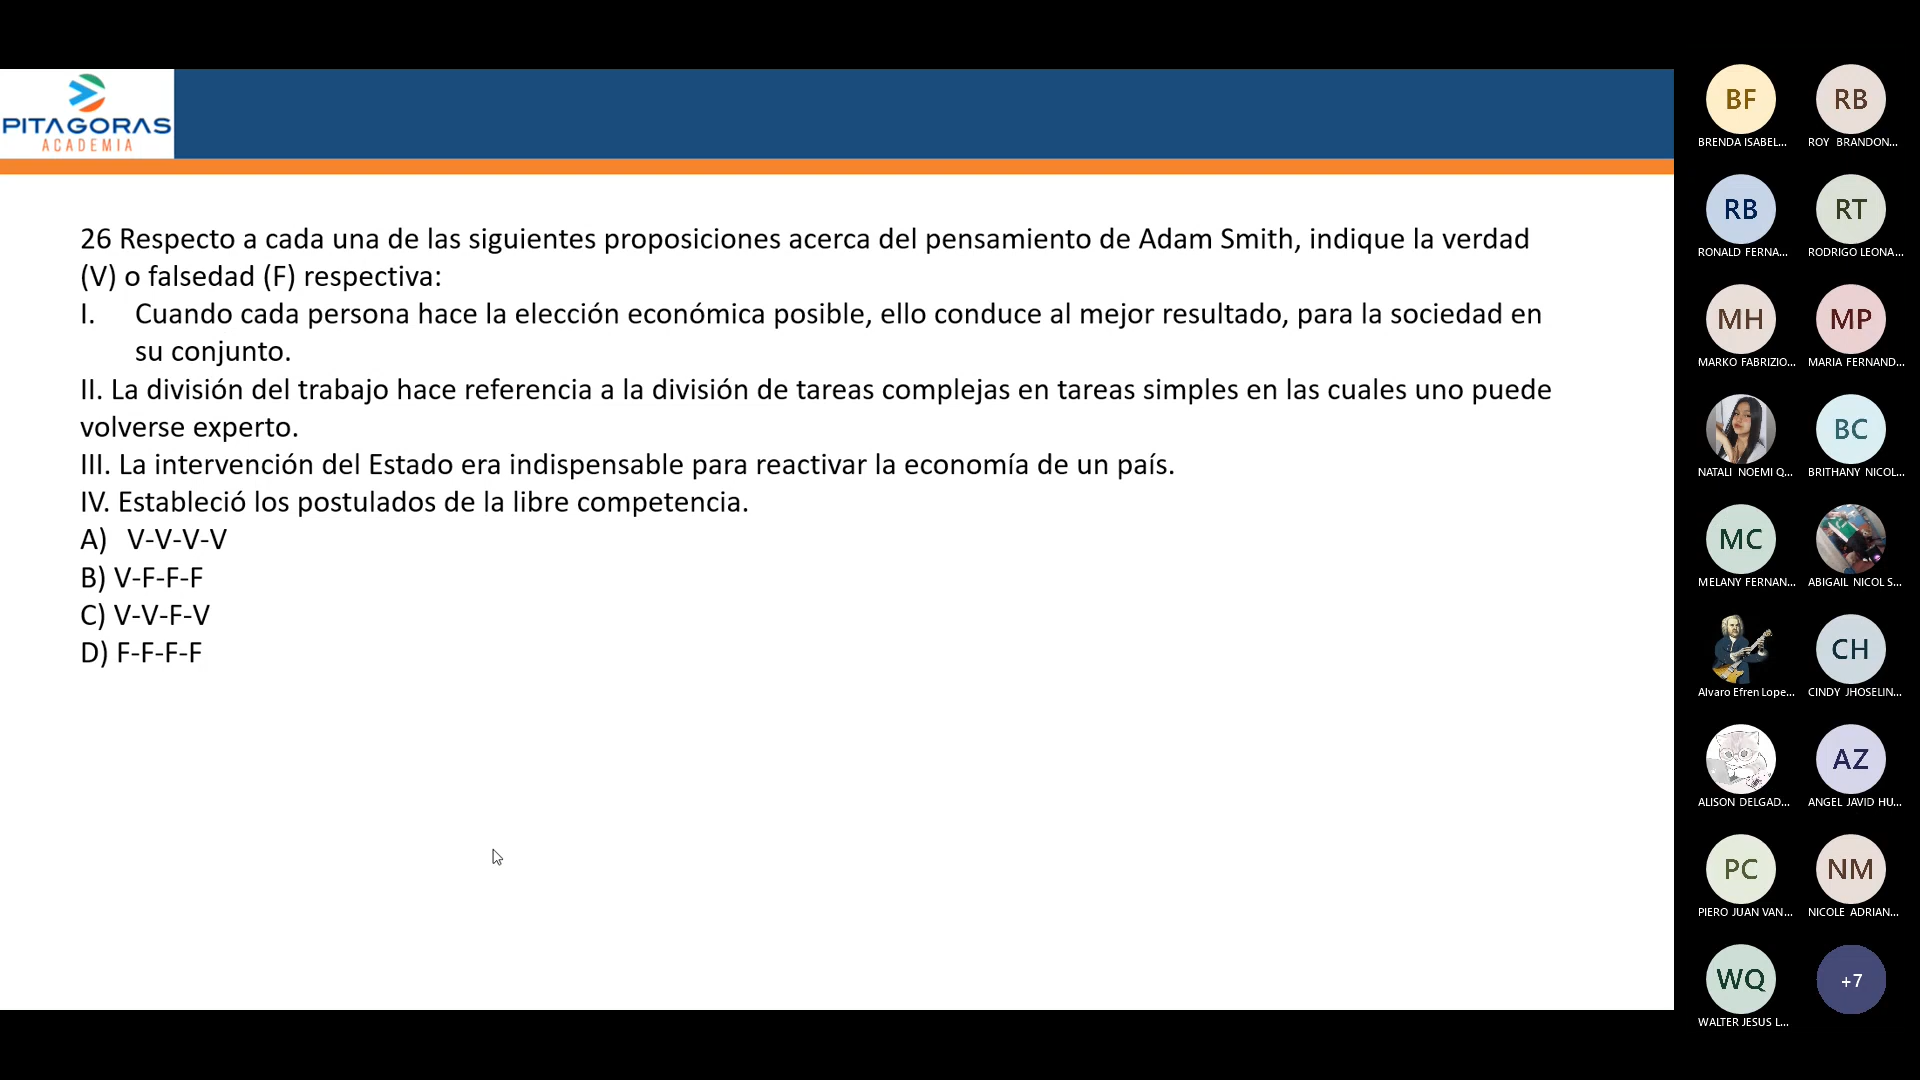 PITAGORAS
ACADEMIA
26 Respecto a cada una de las siguientes proposiciones acerca del pensamiento de Adam Smith, indique la verdad
(V) o falsedad (F) respectiva:
I. Cuando cada persona hace la elección económica posible, ello conduce al mejor resultado, para la sociedad en
su conjunto.
II. La división del trabajo hace referencia a la división de tareas complejas en tareas simples en las cuales uno puede
volverse experto.
III. La intervención del Estado era indispensable para reactivar la economía de un país.
IV. Estableció los postulados de la libre competencia.
A) V-V-V-V
B) V-F-F-F
C) V-V-F-V
D) F-F-F-F
BF RB
BRENDA ISABEL... ROY BRANDON...
RB RT
RONALD FERNA... RODRIGO LEONA...
MH MP
MARKO FABRIZIO... MARIA FERNAND...
BC
NATALI NOEMI Q... BRITHANY NICOL...
MC
MELANY FERNAN... ABIGAIL NICOL S...
CH
Alvaro Efren Lope... CINDY JHOSELIN...
AZ
ALISON DELGAD... ANGEL JAVID HU...
PC NM
PIERO JUAN VAN... NICOLE ADRIAN...
WQ +7
WALTER JESUS L...